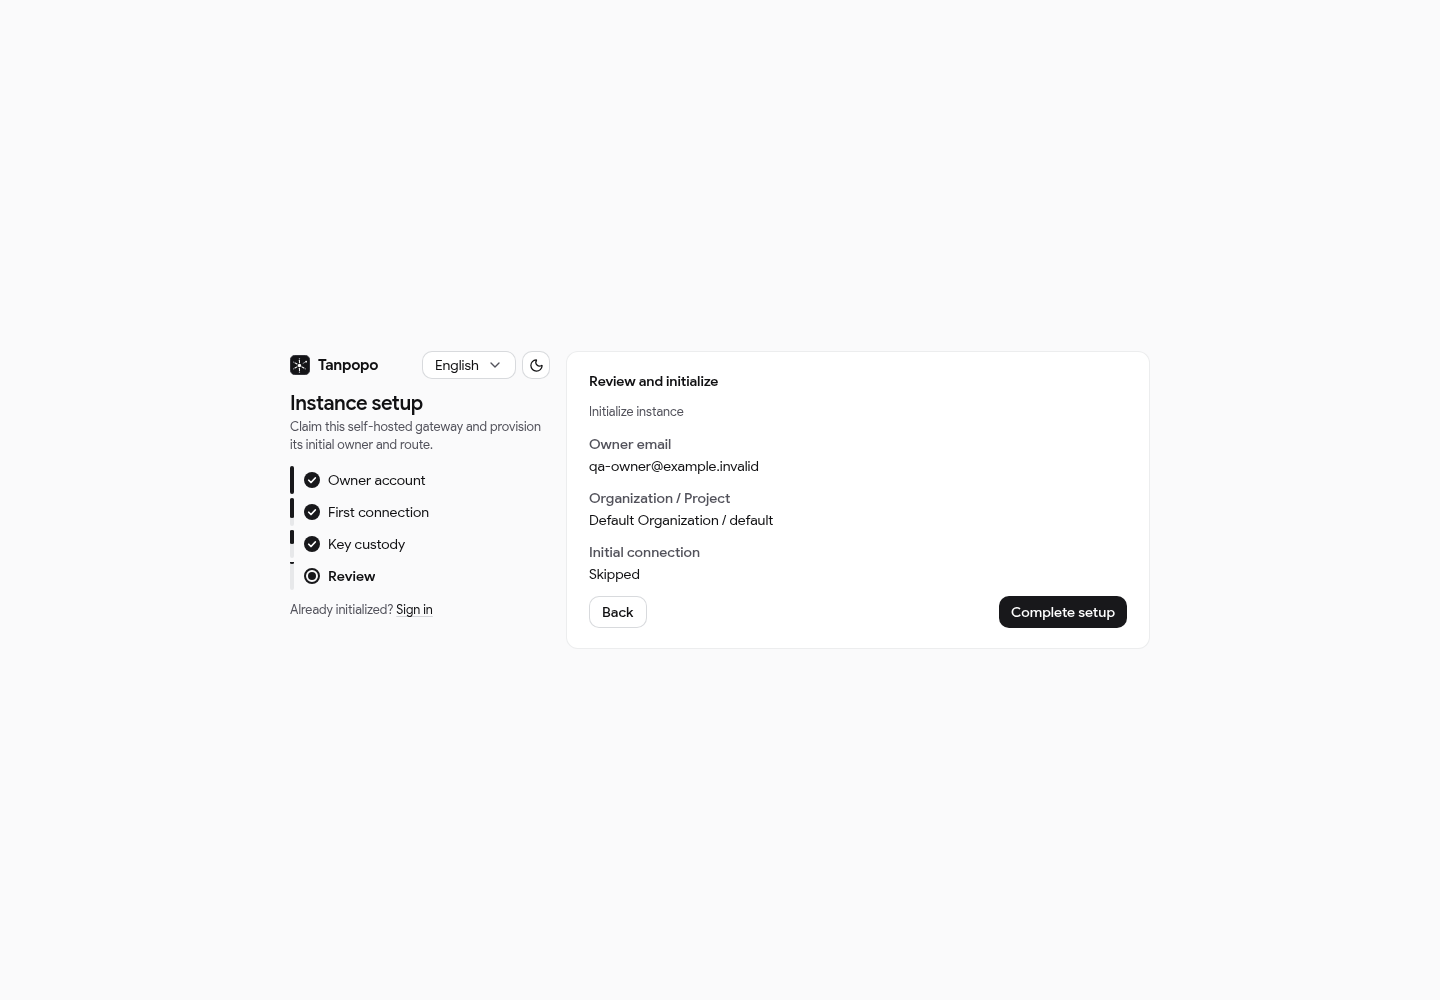 Tanpopo
English
Instance setup
Claim this self-hosted gateway and provision
its initial owner and route.
Owner account
First connection
Key custody
Review
Already initialized? Sign in
Review and initialize
Initialize instance
Owner email
qa-owner@example.invalid
Organization / Project
Default Organization / default
Initial connection
Skipped
Back
Complete setup